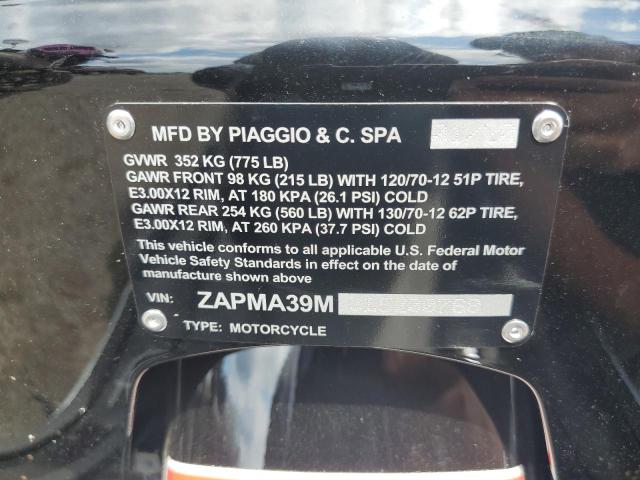 MFD BY PIAGGIO & C. SPA
GVWR 352 KG (775 LB)
GAWR FRONT 98 KG (215 LB) WITH 120/70-12 51P TIRE,
E3.00X12 RIM, AT 180 KPA (26.1 PSI) COLD
GAWR REAR 254 KG (560 LB) WITH 130/70-12 62P TIRE,
E3.00X12 RIM, AT 260 KPA (37.7 PSI) COLD
This vehicle conforms to all applicable U.S. Federal Motor
Vehicle Safety Standards in effect on the date of
manufacture shown above
VIN: ZAPMA39M
TYPE: MOTORCYCLE